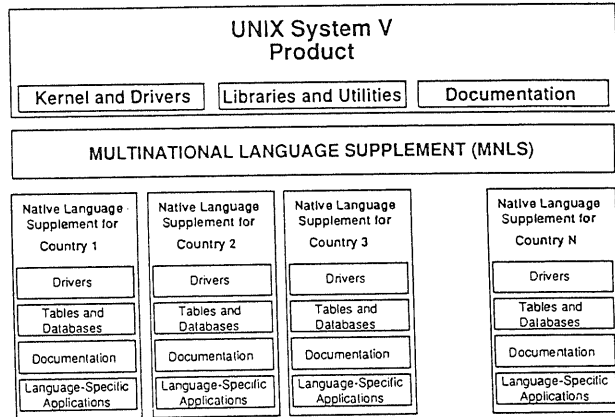 UNIX System V
Product
Kernel and Drivers
Libraries and Utilities
Documentation
MULTINATIONAL LANGUAGE SUPPLEMENT (MNLS)
Native Language
Supplement for
Country 1
Drivers
Tables and
Databases
Documentation
Language-Specific
Applications
Native Language
Supplement for
Country 2
Drivers
Tables and
Databases
Documentation
Language-Specific
Applications
Native Language
Supplement for
Country 3
Drivers
Tables and
Databases
Documentation
Language-Specific
Applications
Native Language
Supplement for
Country N
Drivers
Tables and
Databases
Documentation
Language-Specific
Applications